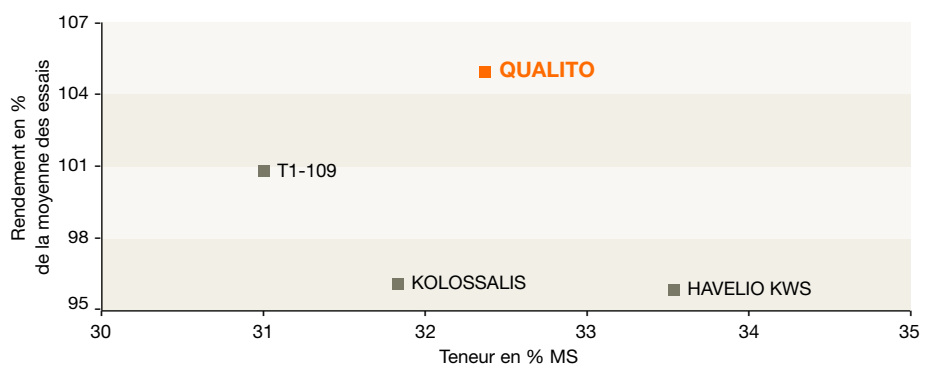 Rendement en %
de la moyenne des essais
107
104
101
98
95
QUALITO
T1-109
KOLOSSALIS
HAVELIO KWS
30
31
32
33
34
35
Teneur en % MS